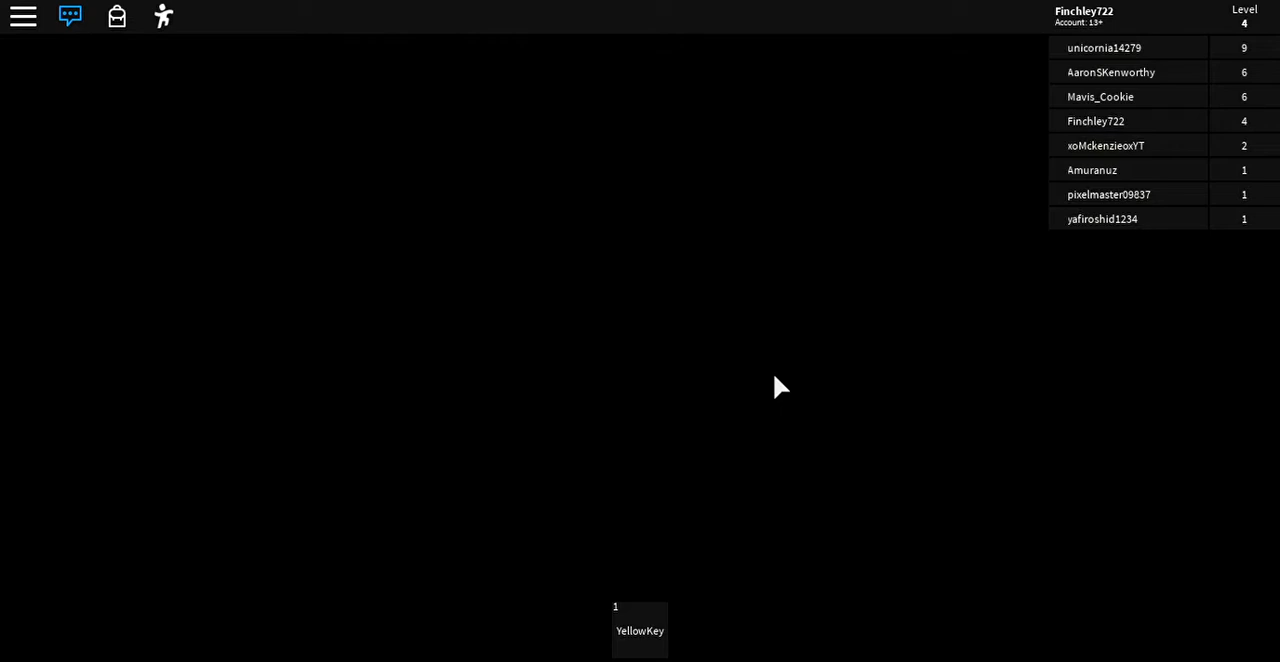 Finchley722 Level
Account: 13+ 4
unicornia14279 9
AaronSKenworthy 6
Mavis_Cookie 6
Finchley722 4
xoMckenzieoxYT 2
Amuranuz 1
pixelmaster09837 1
yafiroshid1234 1
1
YellowKey